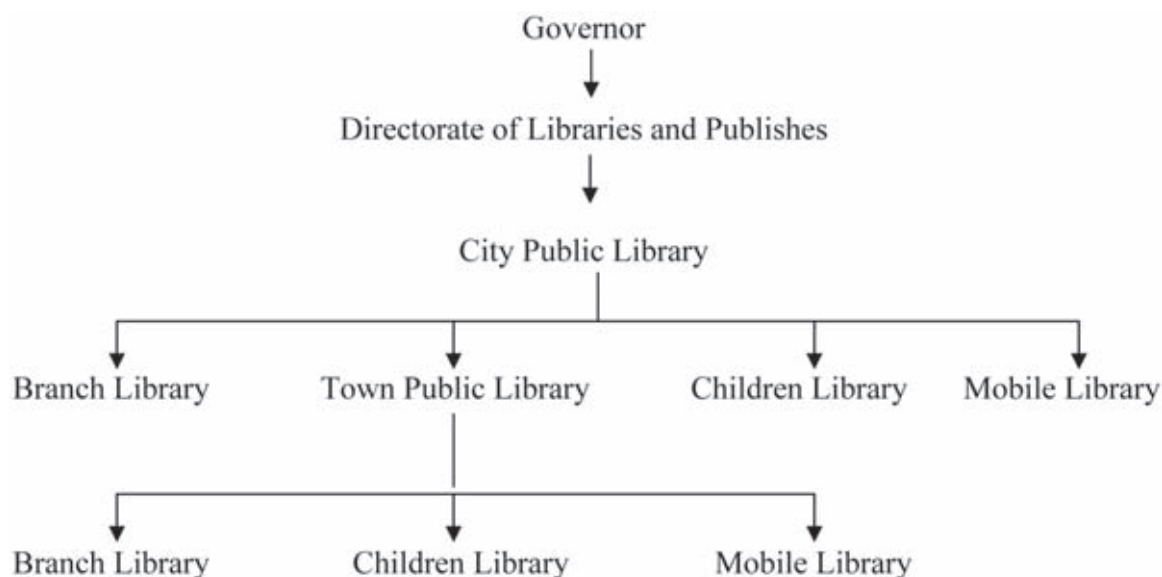 Governor
Directorate of Libraries and Publishes
City Public Library
Branch Library Town Public Library Children Library Mobile Library
Branch Library Children Library Mobile Library